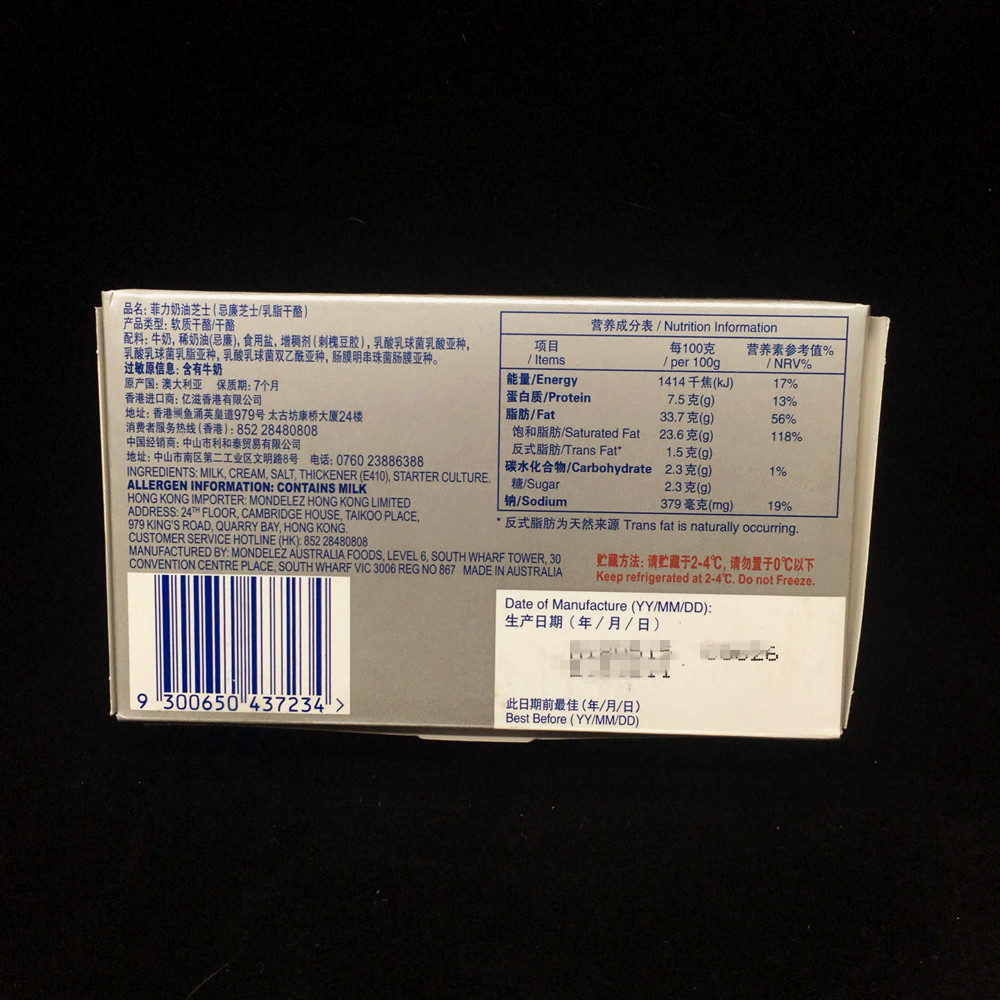 品名: 菲力奶油芝士 (忌廉芝士/乳脂干酪)
产品类型: 软质干酪/干酪
配料: 牛奶, 稀奶油(忌廉), 食用盐, 增稠剂 (刺槐豆胶), 乳酸乳球菌乳酸亚种,
乳酸乳球菌乳脂亚种, 乳酸乳球菌双乙酰亚种, 肠膜明串珠菌肠膜亚种。
过敏原信息: 含有牛奶
原产国: 澳大利亚 保质期: 7个月
香港进口商: 亿滋香港有限公司
地址: 香港鰂鱼涌英皇道979号 太古坊康桥大厦24楼
消费者服务热线 (香港): 852 28480808
中国经销商: 中山市利和泰贸易有限公司
地址: 中山市南区第二工业区文明路8号 电话: 0760 23886388
INGREDIENTS: MILK, CREAM, SALT, THICKENER (E410), STARTER CULTURE.
ALLERGEN INFORMATION: CONTAINS MILK
HONG KONG IMPORTER: MONDELEZ HONG KONG LIMITED
ADDRESS: 24TH FLOOR, CAMBRIDGE HOUSE, TAIKOO PLACE,
979 KING'S ROAD, QUARRY BAY, HONG KONG.
CUSTOMER SERVICE HOTLINE (HK): 852 28480808
MANUFACTURED BY: MONDELEZ AUSTRALIA FOODS, LEVEL 6, SOUTH WHARF TOWER, 30
CONVENTION CENTRE PLACE, SOUTH WHARF VIC 3006 REG NO 867 MADE IN AUSTRALIA
9 300650 437234 >
营养成分表 / Nutrition Information
项目 / Items 每100克 / per 100g 营养素参考值% / NRV%
能量/Energy 1414 千焦(kJ) 17%
蛋白质/Protein 7.5 克(g) 13%
脂肪/Fat 33.7 克(g) 56%
饱和脂肪/Saturated Fat 23.6 克(g) 118%
反式脂肪/Trans Fat* 1.5 克(g)
碳水化合物/Carbohydrate 2.3 克(g) 1%
糖/Sugar 2.3 克(g)
钠/Sodium 379 毫克(mg) 19%
* 反式脂肪为天然来源 Trans fat is naturally occurring.
贮藏方法: 请贮藏于2-4℃, 请勿置于0℃以下
Keep refrigerated at 2-4℃. Do not Freeze.
Date of Manufacture (YY/MM/DD):
生产日期 (年/月/日)
此日期前最佳 (年/月/日)
Best Before (YY/MM/DD)